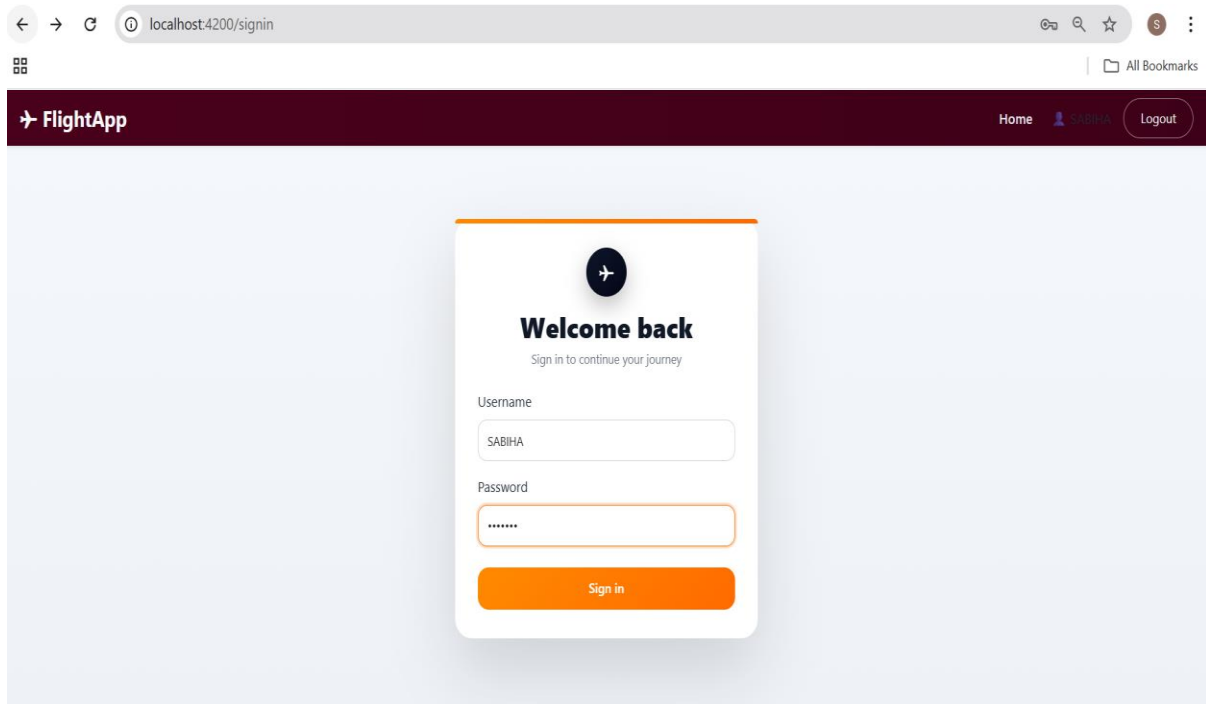 localhost:4200/signin
S
All Bookmarks
FlightApp
Home SABIHA Logout
Welcome back
Sign in to continue your journey
Username
SABIHA
Password
•••••••
Sign in